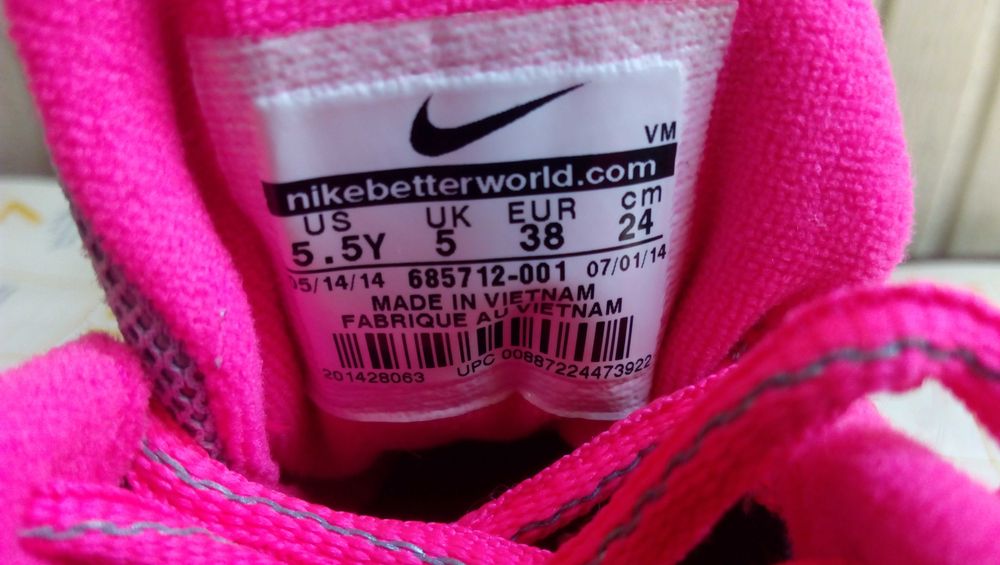 VM
nikebetterworld.com
US UK EUR cm
5.5Y 5 38 24
05/14/14 685712-001 07/01/14
MADE IN VIETNAM
FABRIQUE AU VIETNAM
201428063 UPC 00887224473922